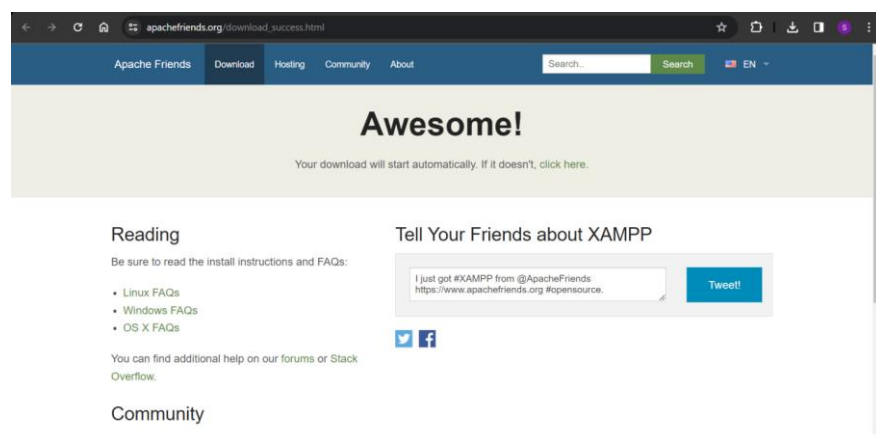 apachefriends.org/download_success.html
S
Apache Friends Download Hosting Community About Search... Search EN
Awesome!
Your download will start automatically. If it doesn't, click here.
Reading
Be sure to read the install instructions and FAQs:
• Linux FAQs
• Windows FAQs
• OS X FAQs
You can find additional help on our forums or Stack
Overflow.
Community
Tell Your Friends about XAMPP
I just got #XAMPP from @ApacheFriends
https://www.apachefriends.org #opensource.
Tweet!